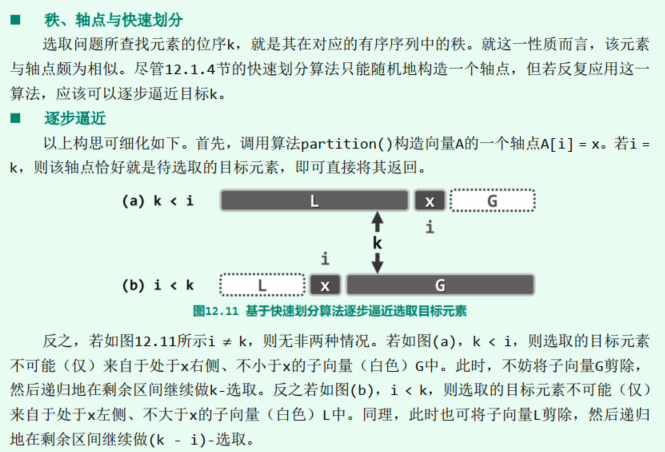 ■ 秩、轴点与快速划分
选取问题所查找元素的位序k，就是其在对应的有序序列中的秩。就这一性质而言，该元素
与轴点颇为相似。尽管12.1.4节的快速划分算法只能随机地构造一个轴点，但若反复应用这一
算法，应该可以逐步逼近目标k。
■ 逐步逼近
以上构思可细化如下。首先，调用算法partition()构造向量A的一个轴点A[i] = x。若i =
k，则该轴点恰好就是待选取的目标元素，即可直接将其返回。
(a) k < i L x G
i
k
i
(b) i < k L x G
图12.11 基于快速划分算法逐步逼近选取目标元素
反之，若如图12.11所示i ≠ k，则无非两种情况。若如图(a)，k < i，则选取的目标元素
不可能（仅）来自于处于x右侧、不小于x的子向量（白色）G中。此时，不妨将子向量G剪除，
然后递归地在剩余区间继续做k-选取。反之若如图(b)，i < k，则选取的目标元素不可能（仅）
来自于处于x左侧、不大于x的子向量（白色）L中。同理，此时也可将子向量L剪除，然后递归
地在剩余区间继续做(k - i)-选取。